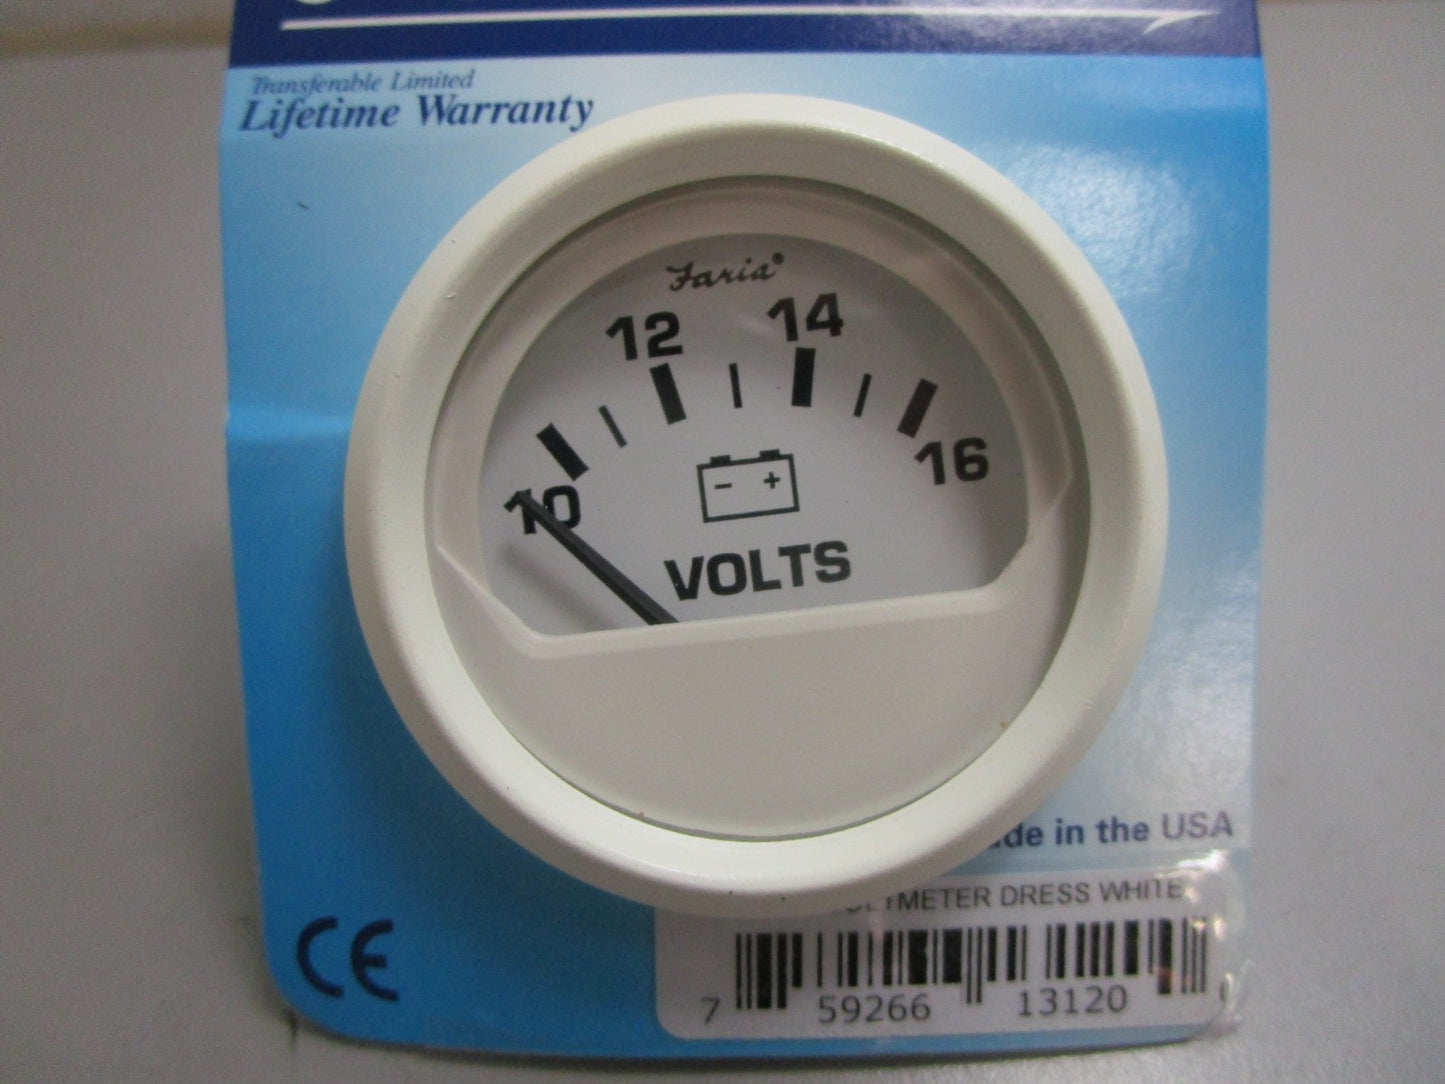 Transferable Limited
Lifetime Warranty
Faria®
12 14
10 16
- +
VOLTS
in the USA
DRESS WHITE
CE
7 59266 13120